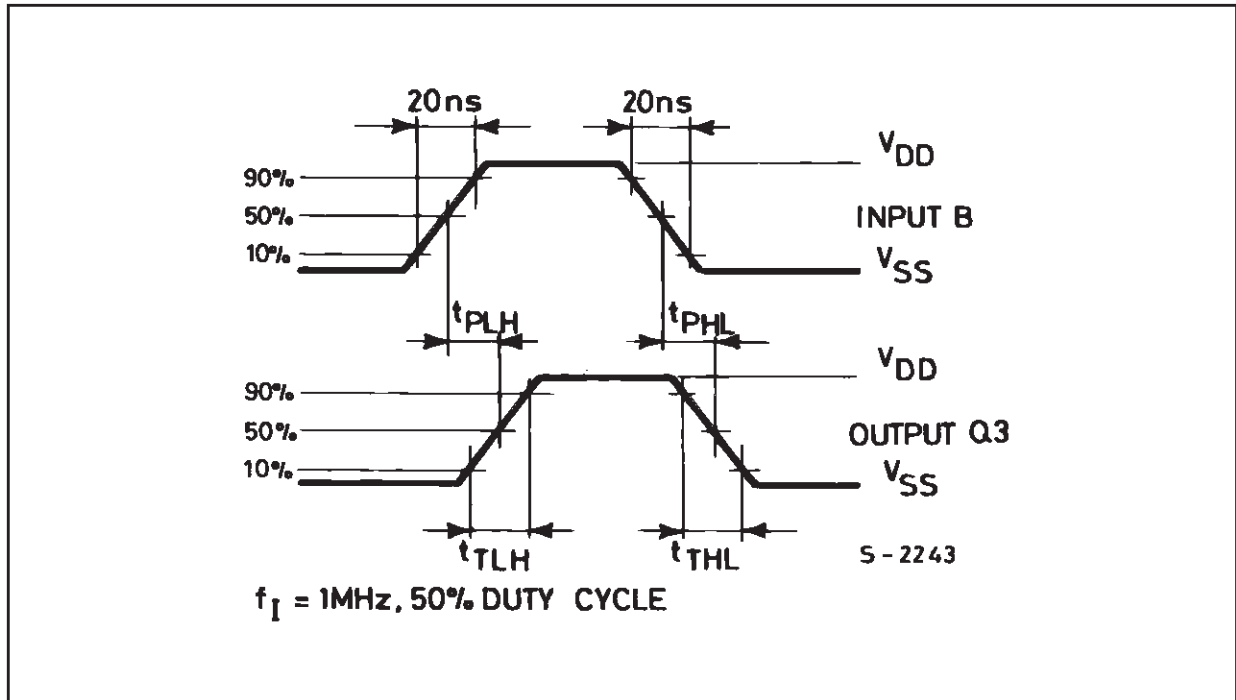 20ns 20ns
VDD
90%
50% INPUT B
10%
VSS
tPLH tPHL
VDD
90%
50% OUTPUT Q3
10%
VSS
tTLH tTHL S-2243
fI = 1MHz, 50% DUTY CYCLE